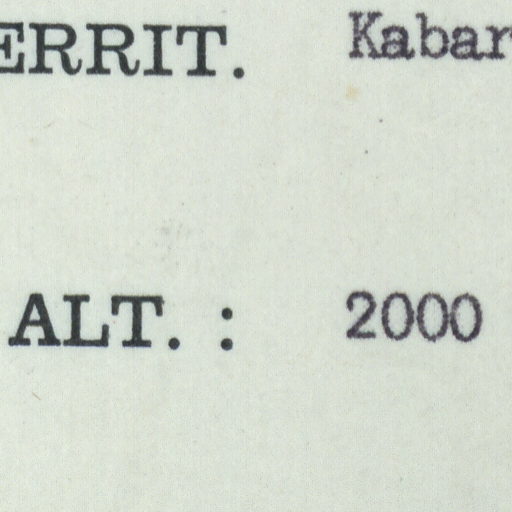 ERRIT. Kabar
ALT. : 2000